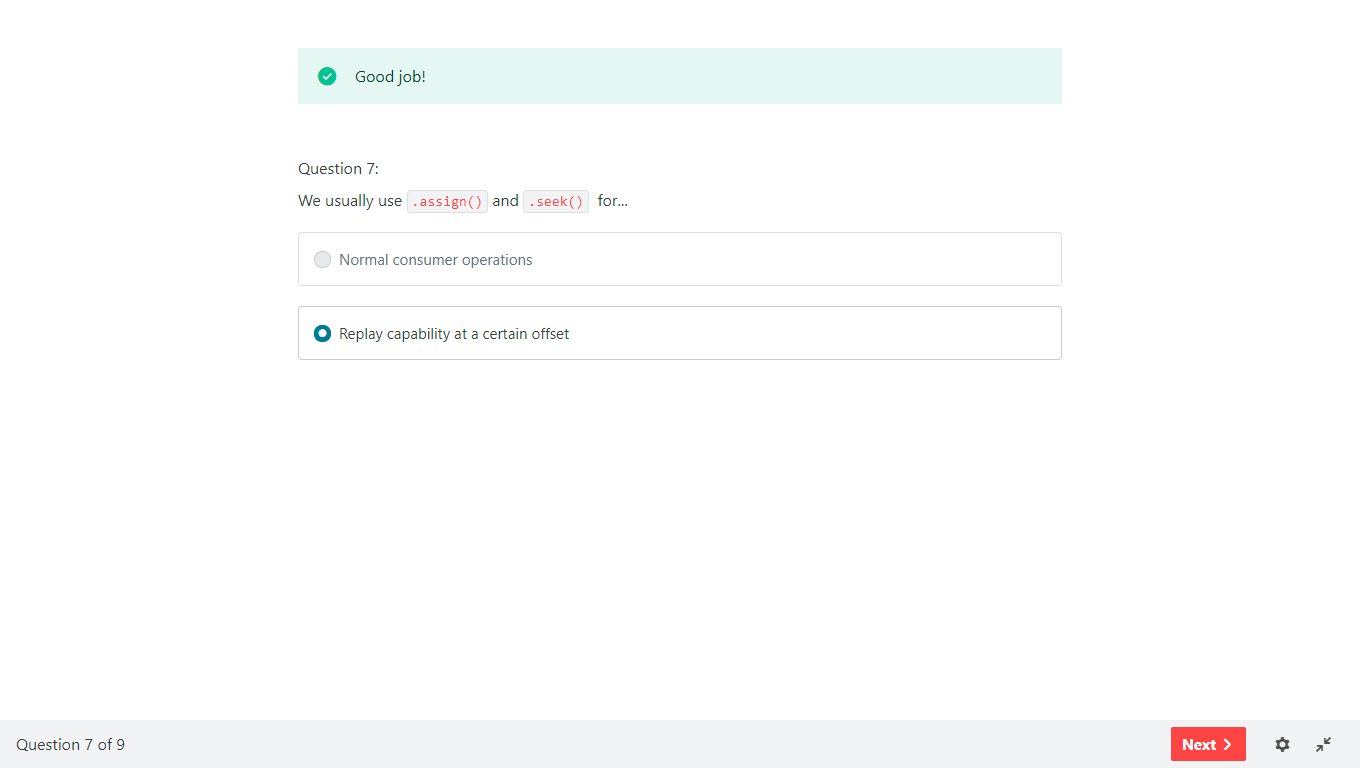 Good job!
Question 7:
We usually use .assign() and .seek() for...
Normal consumer operations
Replay capability at a certain offset
Question 7 of 9
Next